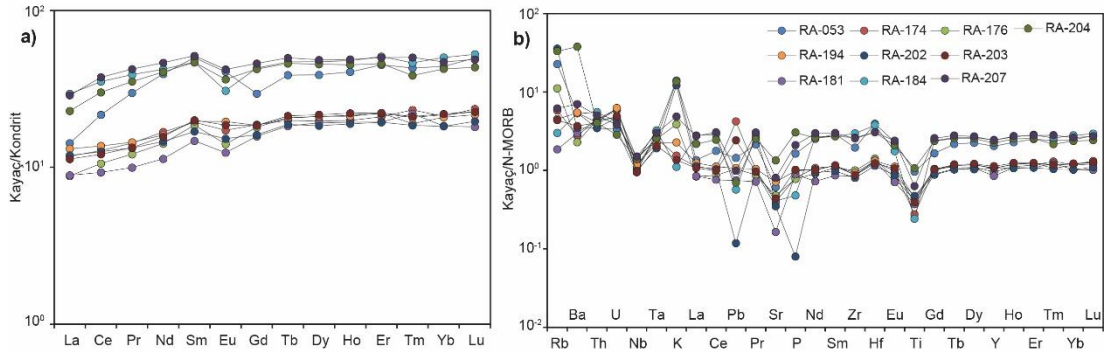 a)
Kayaç/Kondrit
10²
10¹
10⁰
La Ce Pr Nd Sm Eu Gd Tb Dy Ho Er Tm Yb Lu
b)
Kayaç/N-MORB
10²
10¹
10⁰
10⁻¹
10⁻²
RA-053 RA-174 RA-176 RA-204
RA-194 RA-202 RA-203
RA-181 RA-184 RA-207
Ba U Ta La Pb Sr Nd Zr Eu Gd Dy Ho Tm Lu
Rb Th Nb K Ce Pr P Sm Hf Ti Tb Y Er Yb